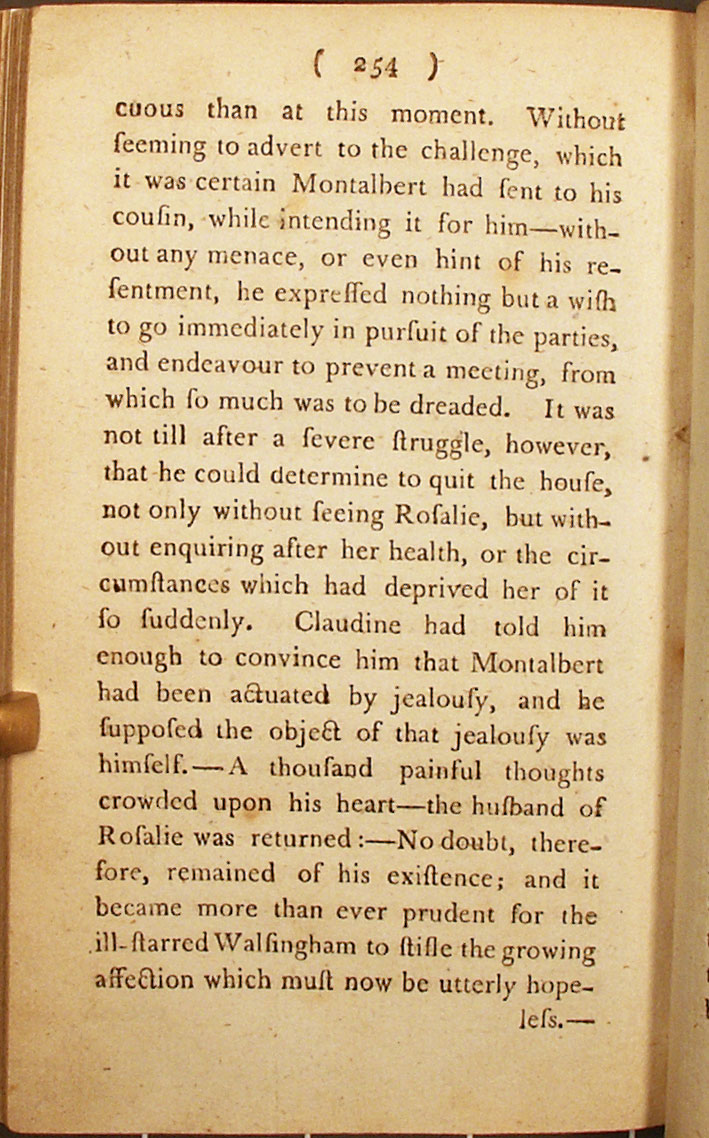 ( 254 )
cuous than at this moment. Without
ſeeming to advert to the challenge, which
it was certain Montalbert had ſent to his
couſin, while intending it for him—with-
out any menace, or even hint of his re-
ſentment, he expreſſed nothing but a wiſh
to go immediately in purſuit of the parties,
and endeavour to prevent a meeting, from
which ſo much was to be dreaded. It was
not till after a ſevere ſtruggle, however,
that he could determine to quit the houſe,
not only without ſeeing Roſalie, but with-
out enquiring after her health, or the cir-
cumſtances which had deprived her of it
ſo ſuddenly. Claudine had told him
enough to convince him that Montalbert
had been actuated by jealouſy, and he
ſuppoſed the object of that jealouſy was
himſelf.—A thouſand painful thoughts
crowded upon his heart—the huſband of
Roſalie was returned:—No doubt, there-
fore, remained of his exiſtence; and it
became more than ever prudent for the
ill-ſtarred Walſingham to ſtifle the growing
affection which muſt now be utterly hope-
leſs.—